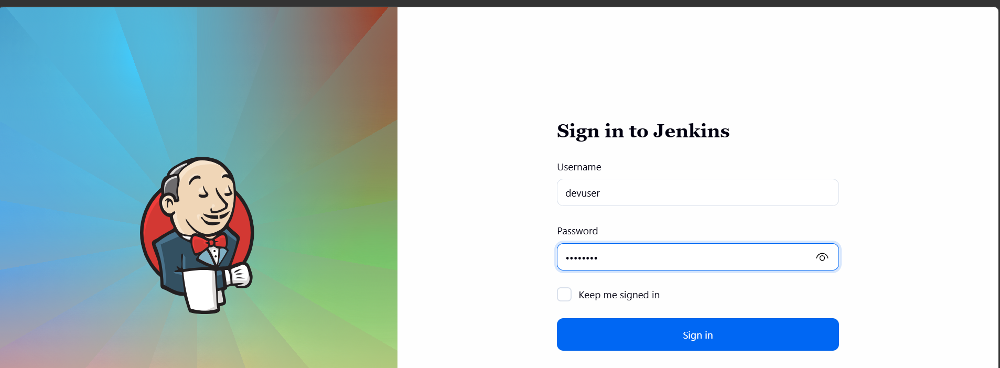 Sign in to Jenkins
Username
devuser
Password
••••••••
Keep me signed in
Sign in